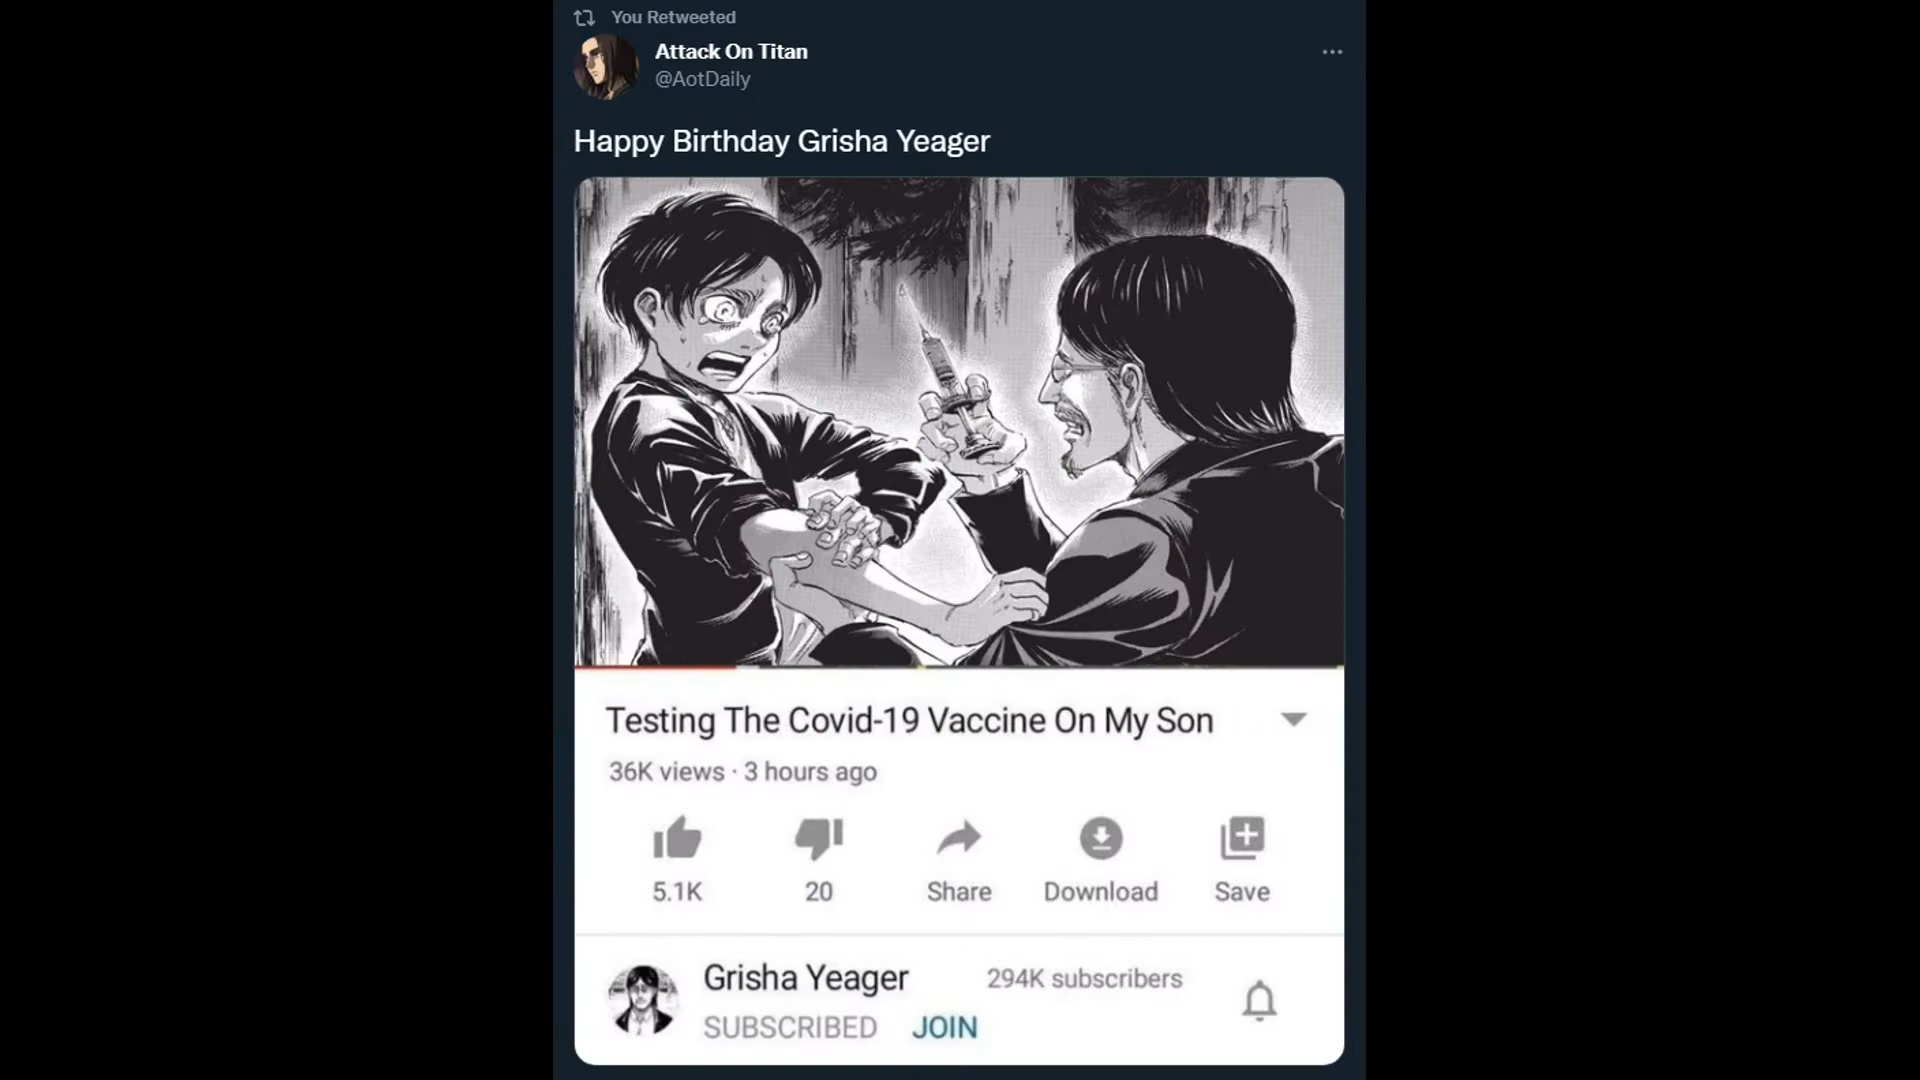 You Retweeted
Attack On Titan
@AotDaily
Happy Birthday Grisha Yeager
Testing The Covid-19 Vaccine On My Son
36K views · 3 hours ago
5.1K
20
Share
Download
Save
Grisha Yeager
294K subscribers
SUBSCRIBED
JOIN